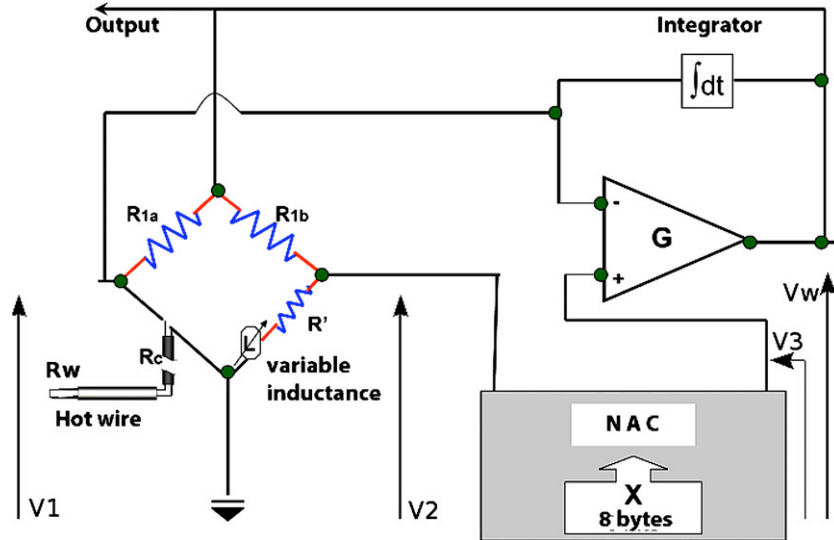 Output
Integrator
∫dt
R1a
R1b
-
G
+
R'
L
variable
inductance
Rc
Rw
Hot wire
V1
V2
V3
Vw
N A C
X
8 bytes